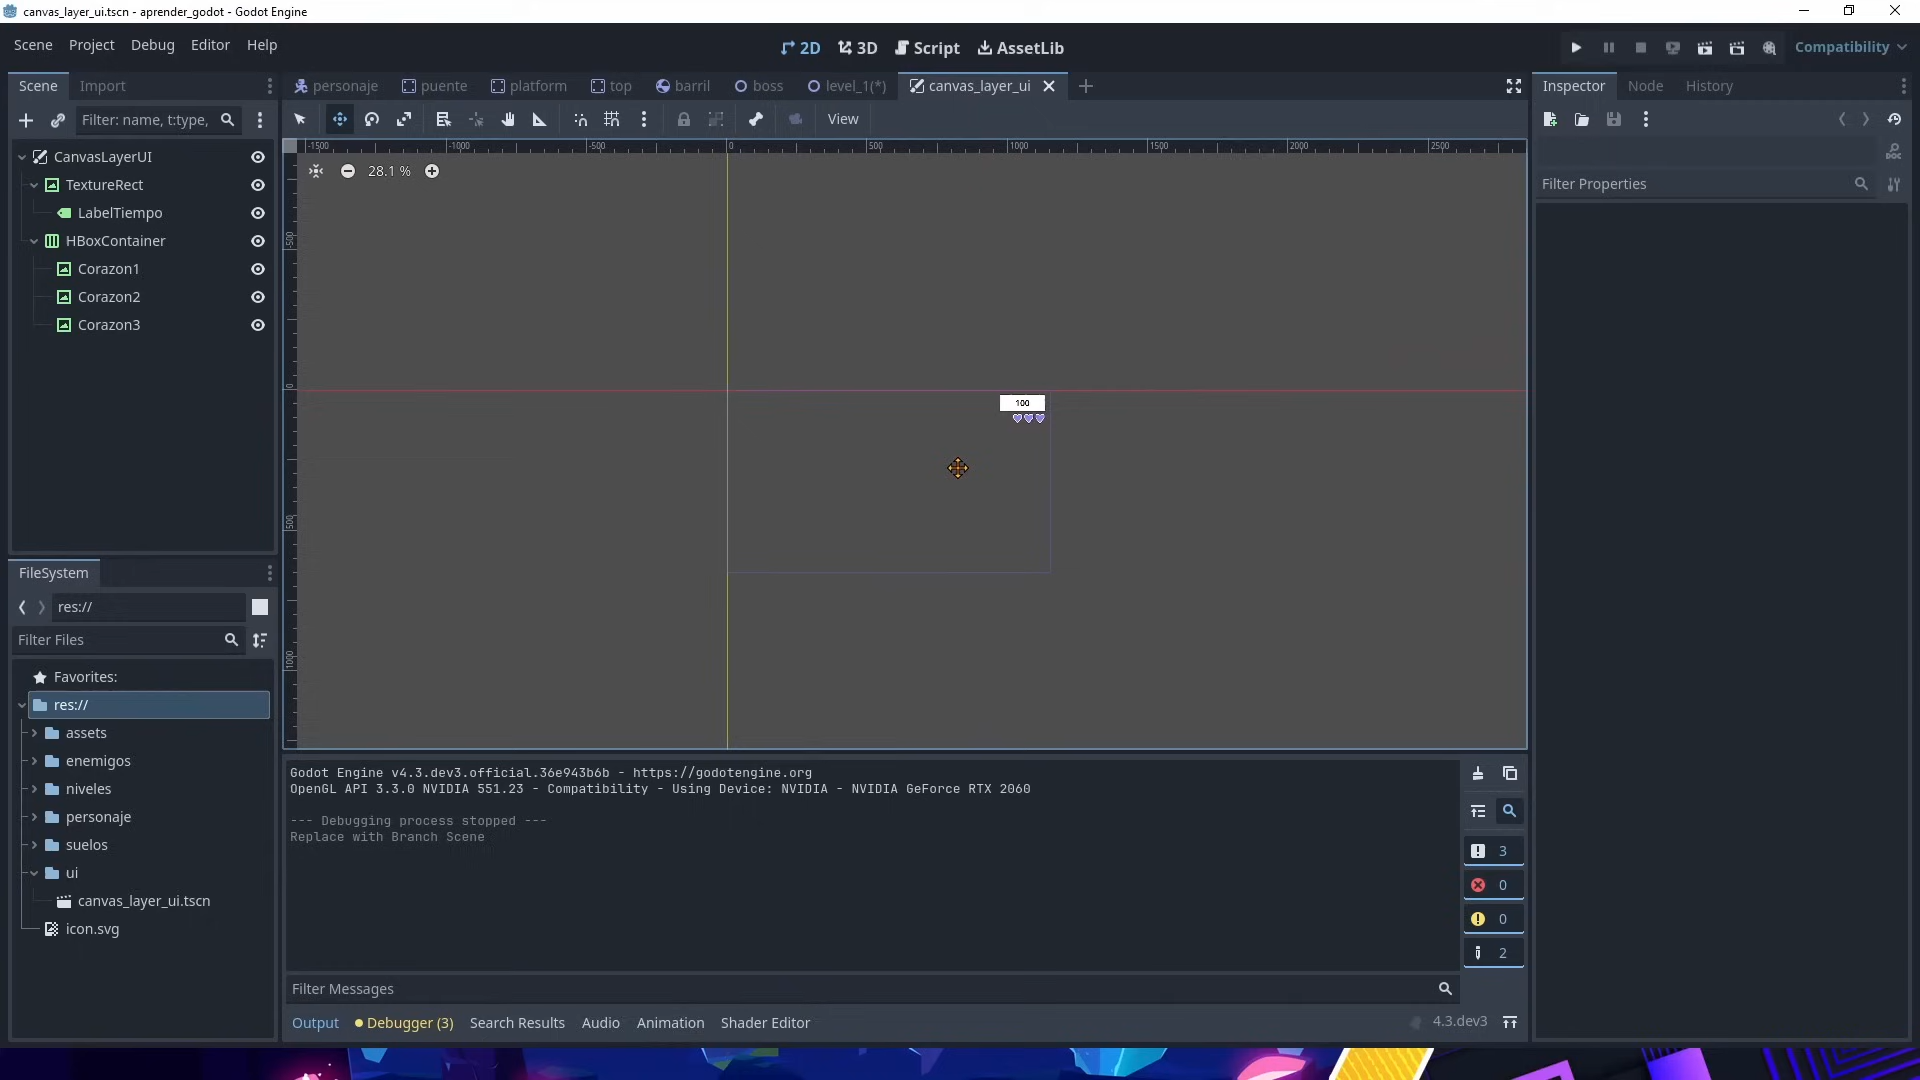 canvas_layer_ui.tscn - aprender_godot - Godot Engine
Scene Project Debug Editor Help
2D 3D Script AssetLib
Compatibility
Scene Import
personaje puente platform top barril boss level_1(*) canvas_layer_ui
Inspector Node History
Filter: name, t:type,
View
CanvasLayerUI
TextureRect
LabelTiempo
HBoxContainer
Corazon1
Corazon2
Corazon3
-1500 -1000 -500 0 500 1000 1500 2000 2500
28.1 %
-500
0
500
1000
100
Filter Properties
FileSystem
res://
Filter Files
Favorites:
res://
assets
enemigos
niveles
personaje
suelos
ui
canvas_layer_ui.tscn
icon.svg
Godot Engine v4.3.dev3.official.36e943b6b - https://godotengine.org
OpenGL API 3.3.0 NVIDIA 551.23 - Compatibility - Using Device: NVIDIA - NVIDIA GeForce RTX 2060
--- Debugging process stopped ---
Replace with Branch Scene
3
0
0
2
Filter Messages
Output Debugger (3) Search Results Audio Animation Shader Editor
4.3.dev3